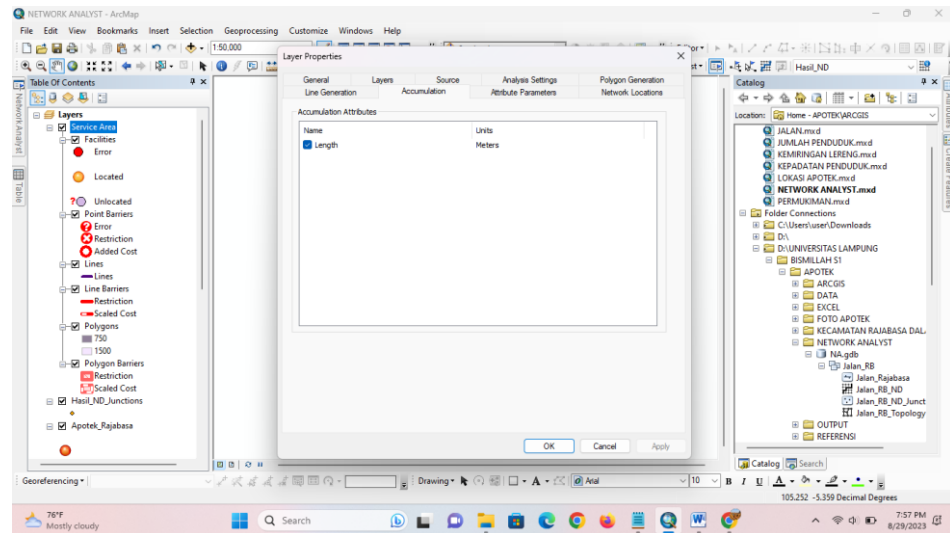 NETWORK ANALYST - ArcMap
File Edit View Bookmarks Insert Selection Geoprocessing Customize Windows Help
1:50,000
Hasil_ND
Table Of Contents
Layers
Service Area
Facilities
Error
Located
Unlocated
Point Barriers
Error
Restriction
Added Cost
Lines
Lines
Line Barriers
Restriction
Scaled Cost
Polygons
750
1500
Polygon Barriers
Restriction
Scaled Cost
Hasil_ND_Junctions
Apotek_Rajabasa
Network Analyst
Table
Layer Properties
General Layers Source Analysis Settings Polygon Generation
Line Generation Accumulation Attribute Parameters Network Locations
Accumulation Attributes
Name Units
Length Meters
OK Cancel Apply
Catalog
Location: Home - APOTEK\ARCGIS
JALAN.mxd
JUMLAH PENDUDUK.mxd
KEMIRINGAN LERENG.mxd
KEPADATAN PENDUDUK.mxd
LOKASI APOTEK.mxd
NETWORK ANALYST.mxd
PERMUKIMAN.mxd
Folder Connections
C:\Users\user\Downloads
D:\
D:\UNIVERSITAS LAMPUNG
BISMILLAH S1
APOTEK
ARCGIS
DATA
EXCEL
FOTO APOTEK
KECAMATAN RAJABASA DAL
NETWORK ANALYST
NA.gdb
Jalan_RB
Jalan_Rajabasa
Jalan_RB_ND
Jalan_RB_ND_Junct
Jalan_RB_Topology
OUTPUT
REFERENSI
Catalog Search
Create Features
Georeferencing
Drawing
Arial 10 B I U A
105.252 -5.359 Decimal Degrees
76°F
Mostly cloudy
Search
7:57 PM
8/29/2023